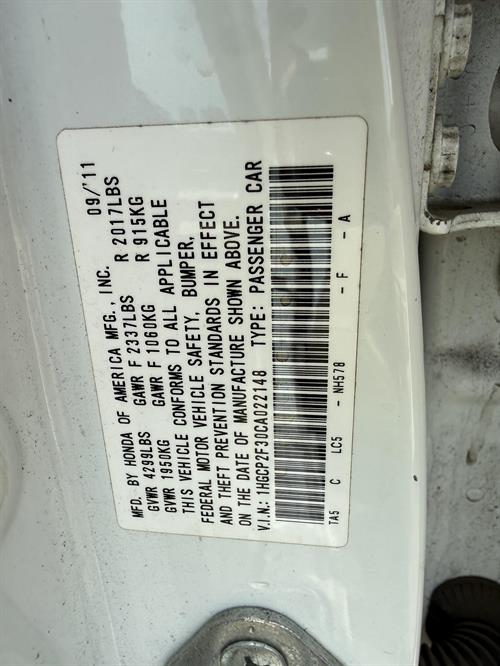 MFD. BY HONDA OF AMERICA MFG., INC. 09/'11
GVWR 4299LBS GAWR F 2337LBS R 2017LBS
GVWR 1950KG GAWR F 1060KG R 915KG
THIS VEHICLE CONFORMS TO ALL APPLICABLE
FEDERAL MOTOR VEHICLE SAFETY, BUMPER,
AND THEFT PREVENTION STANDARDS IN EFFECT
ON THE DATE OF MANUFACTURE SHOWN ABOVE.
V.I.N.: 1HGCP2F30CA022148 TYPE: PASSENGER CAR
TA5 C LC5 - NH578 - F - A